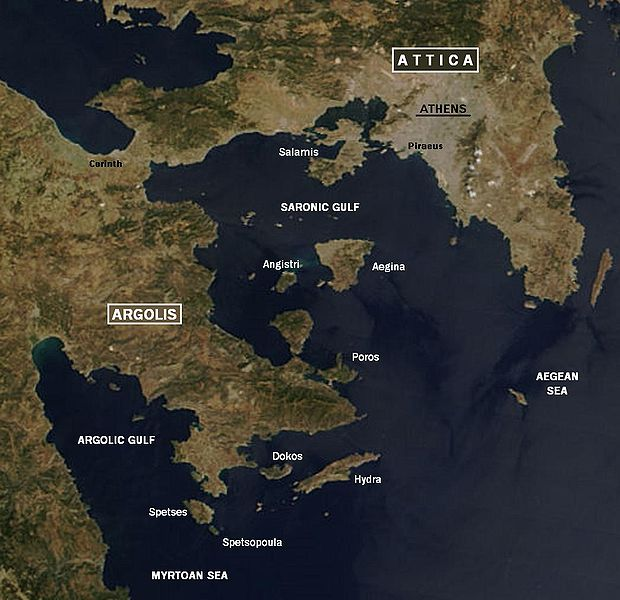 ATTICA
ATHENS
Piraeus
Salamis
Corinth
SARONIC GULF
Angistri
Aegina
ARGOLIS
Poros
AEGEAN
SEA
ARGOLIC GULF
Dokos
Hydra
Spetses
Spetsopoula
MYRTOAN SEA